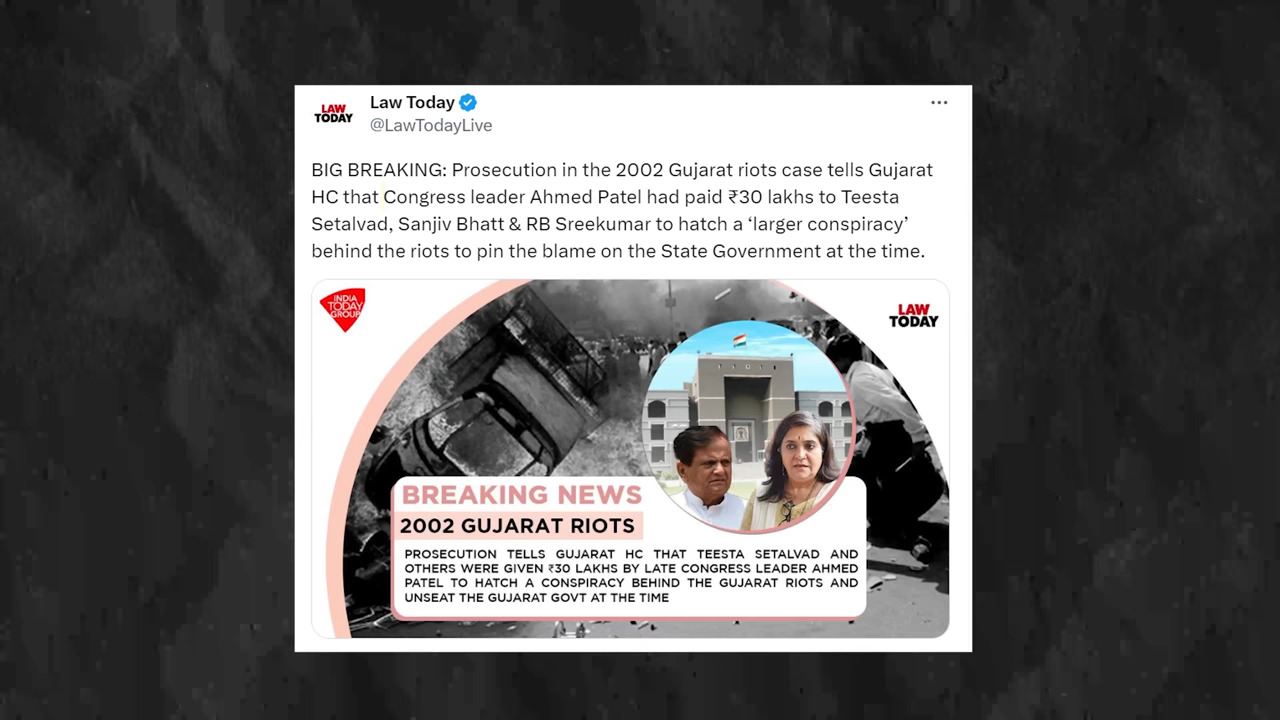 LAW
TODAY
Law Today
@LawTodayLive
BIG BREAKING: Prosecution in the 2002 Gujarat riots case tells Gujarat
HC that Congress leader Ahmed Patel had paid ₹30 lakhs to Teesta
Setalvad, Sanjiv Bhatt & RB Sreekumar to hatch a ‘larger conspiracy’
behind the riots to pin the blame on the State Government at the time.
INDIA
TODAY
GROUP
LAW
TODAY
BREAKING NEWS
2002 GUJARAT RIOTS
PROSECUTION TELLS GUJARAT HC THAT TEESTA SETALVAD AND
OTHERS WERE GIVEN ₹30 LAKHS BY LATE CONGRESS LEADER AHMED
PATEL TO HATCH A CONSPIRACY BEHIND THE GUJARAT RIOTS AND
UNSEAT THE GUJARAT GOVT AT THE TIME